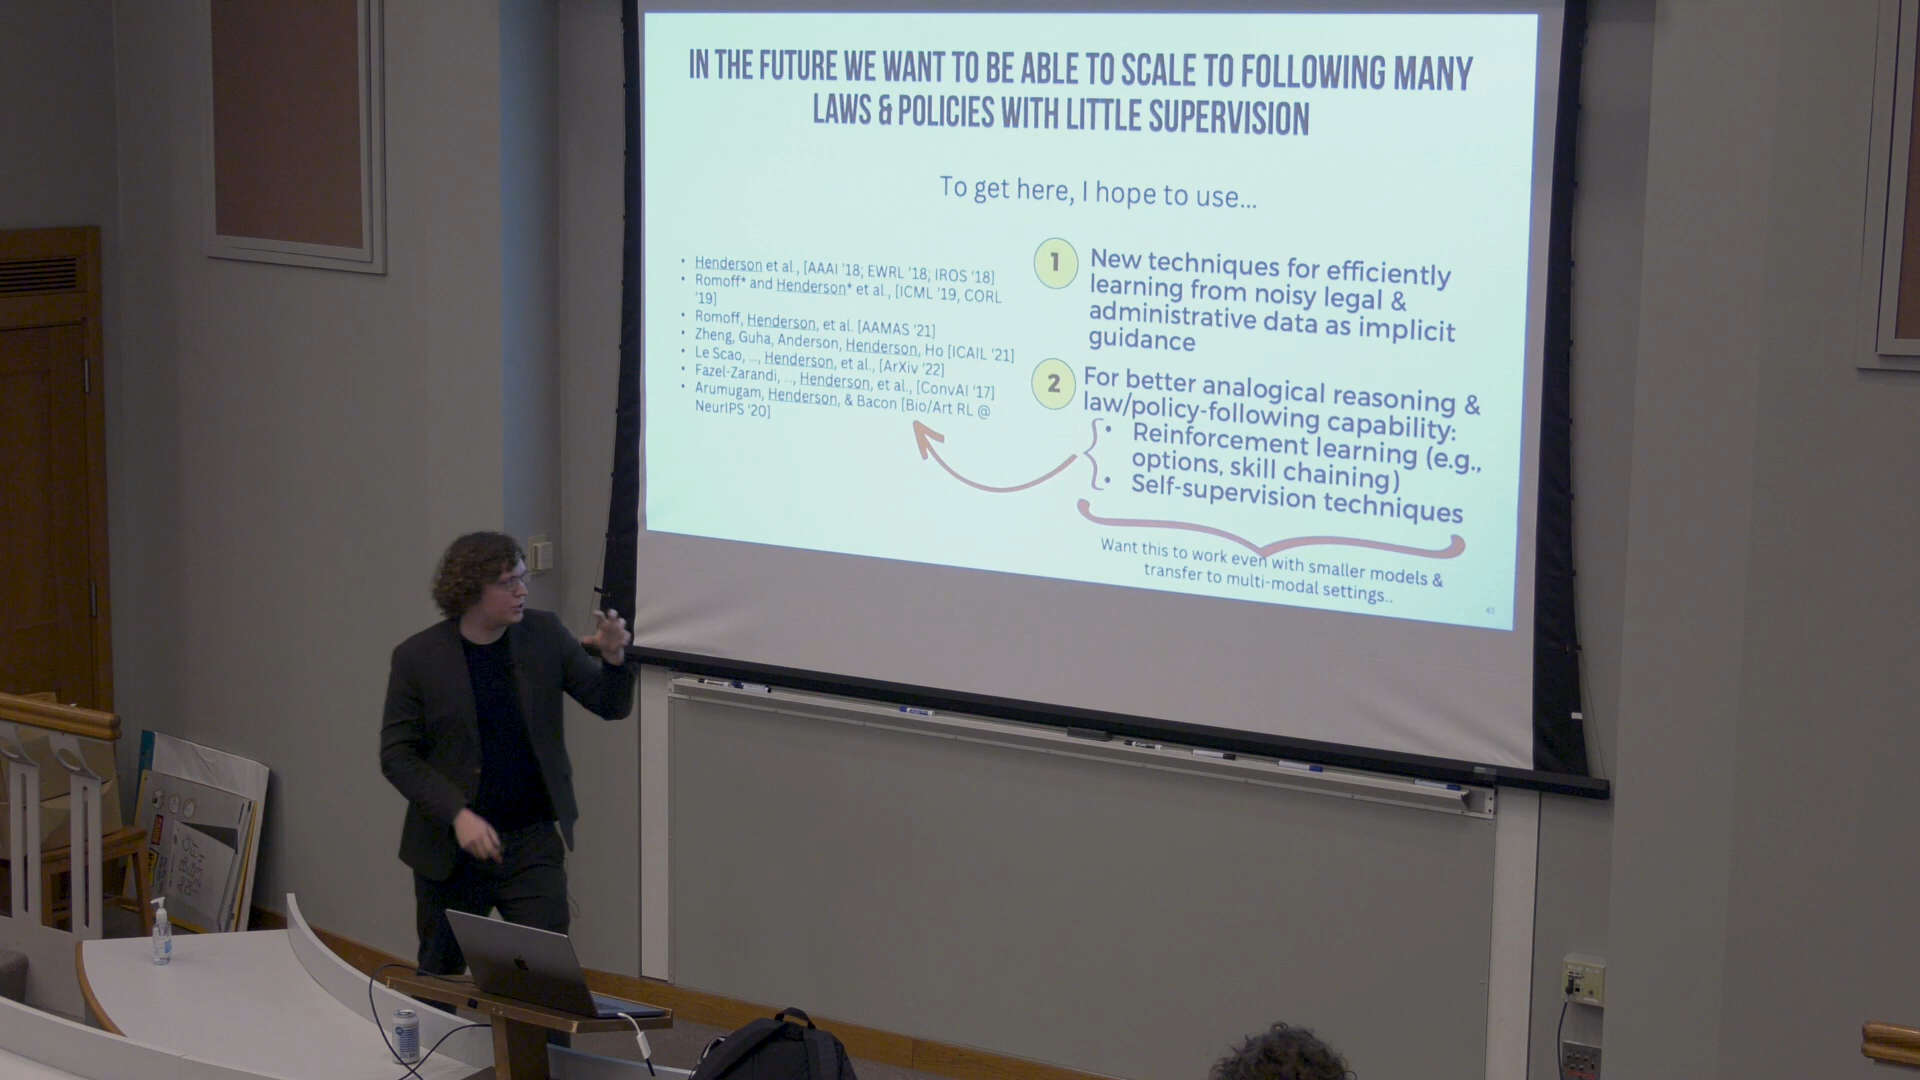 IN THE FUTURE WE WANT TO BE ABLE TO SCALE TO FOLLOWING MANY
LAWS & POLICIES WITH LITTLE SUPERVISION
To get here, I hope to use...
• Henderson et al., [AAAI '18; EWRL '18; IROS '18]
• Romoff* and Henderson* et al., [ICML '19, CORL
'19]
• Romoff, Henderson, et al. [AAMAS '21]
• Zheng, Guha, Anderson, Henderson, Ho [ICAIL '21]
• Le Scao, ..., Henderson, et al., [ArXiv '22]
• Fazel-Zarandi, ..., Henderson, et al., [ConvAI '17]
• Arumugam, Henderson, & Bacon [Bio/Art RL @
NeurIPS '20]
1 New techniques for efficiently
learning from noisy legal &
administrative data as implicit
guidance
2 For better analogical reasoning &
law/policy-following capability:
• Reinforcement learning (e.g.,
options, skill chaining)
• Self-supervision techniques
Want this to work even with smaller models &
transfer to multi-modal settings..